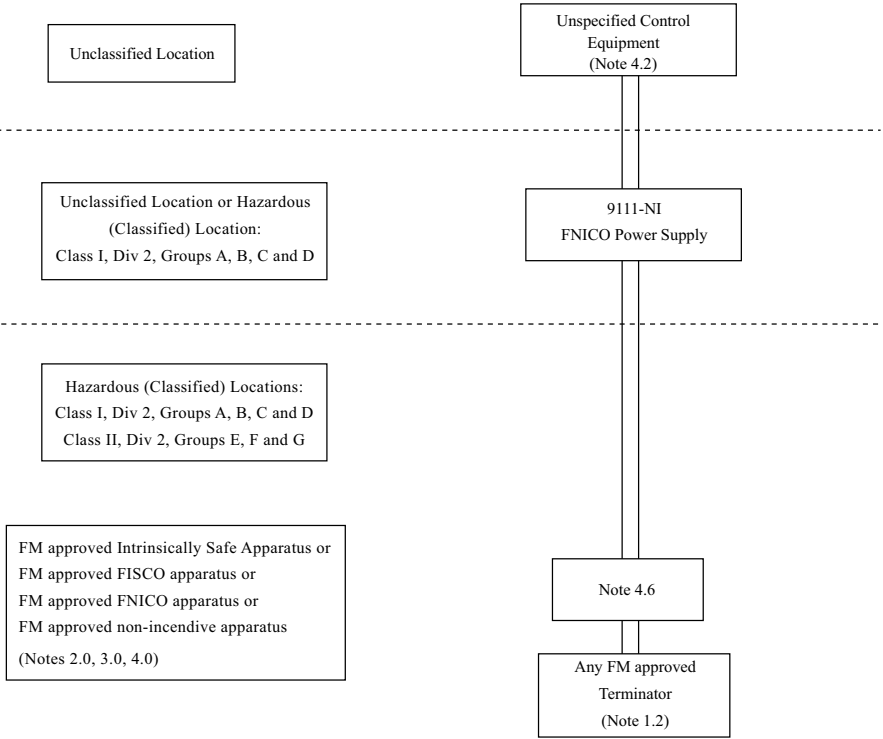 Unclassified Location
Unspecified Control
Equipment
(Note 4.2)
Unclassified Location or Hazardous
(Classified) Location:
Class I, Div 2, Groups A, B, C and D
9111-NI
FNICO Power Supply
Hazardous (Classified) Locations:
Class I, Div 2, Groups A, B, C and D
Class II, Div 2, Groups E, F and G
FM approved Intrinsically Safe Apparatus or
FM approved FISCO apparatus or
FM approved FNICO apparatus or
FM approved non-incendive apparatus
(Notes 2.0, 3.0, 4.0)
Note 4.6
Any FM approved
Terminator
(Note 1.2)